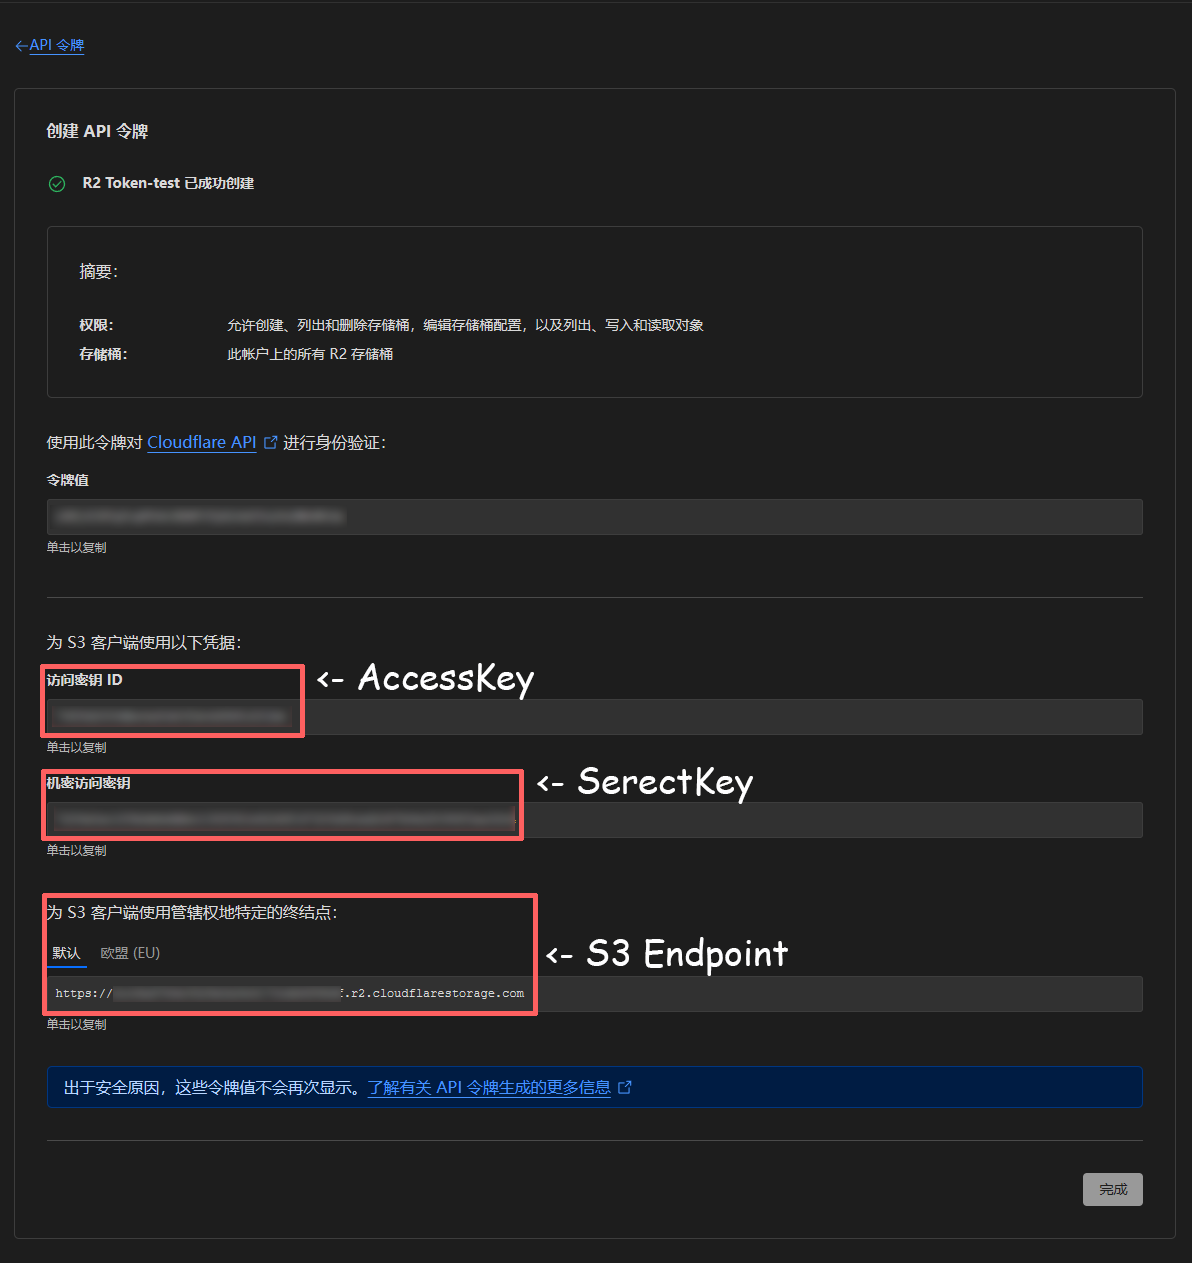 ←API 令牌
创建 API 令牌
R2 Token-test 已成功创建
摘要：
权限： 允许创建、列出和删除存储桶，编辑存储桶配置，以及列出、写入和读取对象
存储桶： 此帐户上的所有 R2 存储桶
使用此令牌对 Cloudflare API 进行身份验证：
令牌值
单击以复制
为 S3 客户端使用以下凭据：
访问密钥 ID <- AccessKey
单击以复制
机密访问密钥 <- SerectKey
单击以复制
为 S3 客户端使用管辖权地特定的终结点：
默认 欧盟 (EU) <- S3 Endpoint
https:// f.r2.cloudflarestorage.com
单击以复制
出于安全原因，这些令牌值不会再次显示。了解有关 API 令牌生成的更多信息
完成